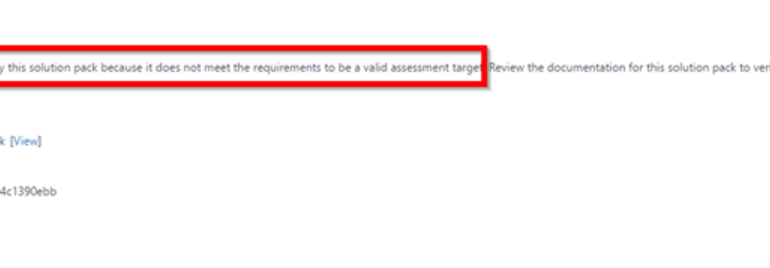 y this solution pack because it does not meet the requirements to be a valid assessment target. Review the documentation for this solution pack to veri
k [View]
4c1390ebb